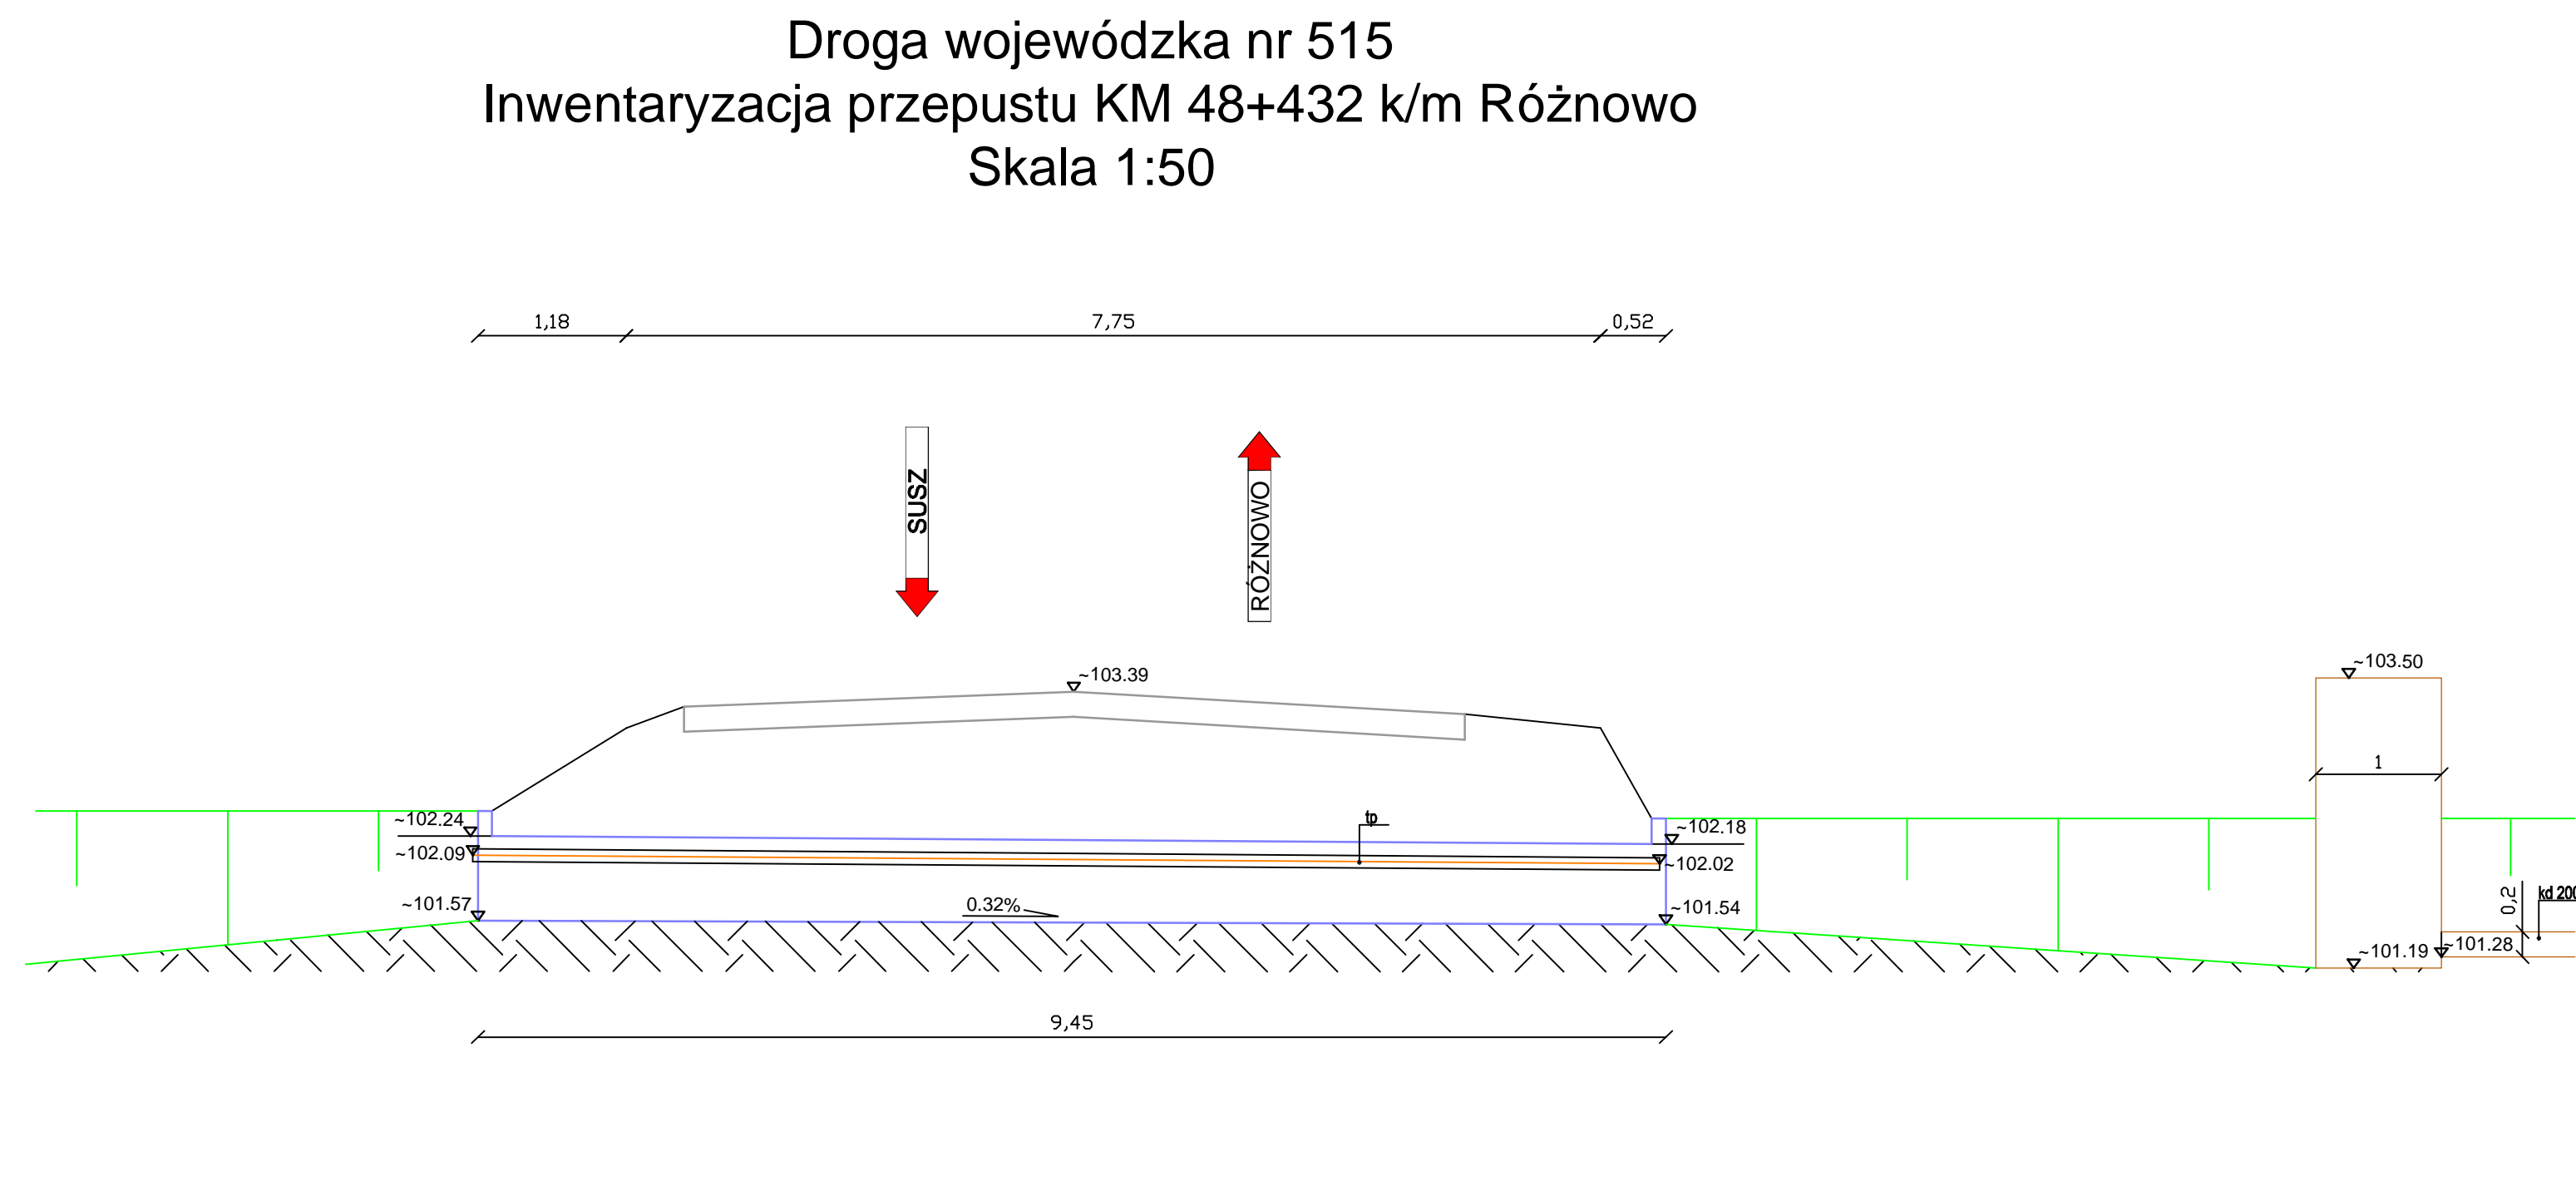 Droga wojewódzka nr 515
Inwentaryzacja przepustu KM 48+432 k/m Różnowo
Skala 1:50
1,18
7,75
0,52
SUSZ
RÓŻNOWO
~103.39
~103.50
1
~102.24
~102.09
~101.57
tp
0.32%
~102.18
~102.02
~101.54
0,2
kd 200
~101.19
~101.28
9,45